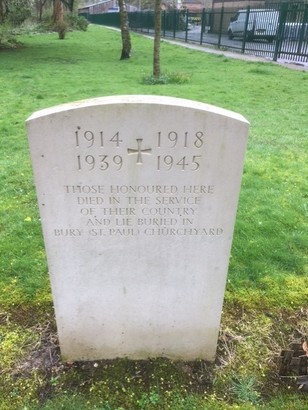 1914 1918
1939 1945
THOSE HONOURED HERE
DIED IN THE SERVICE
OF THEIR COUNTRY
AND LIE BURIED IN
BURY (ST. PAUL) CHURCHYARD